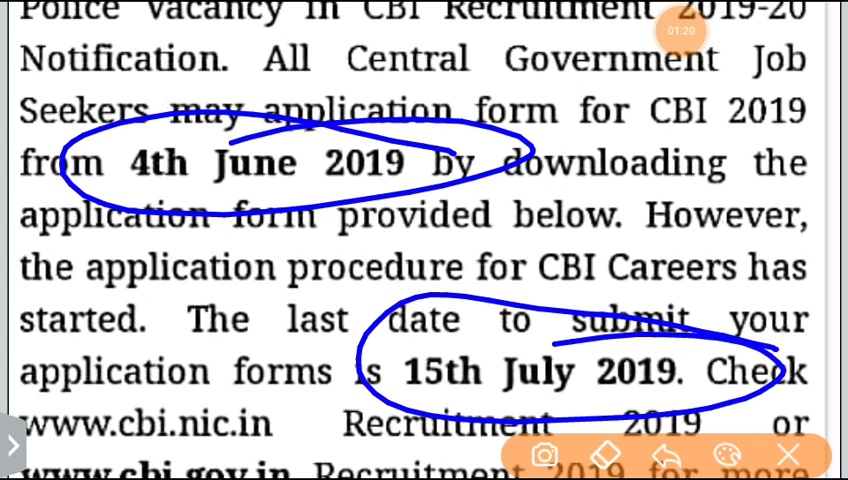 Police vacancy in CBI Recruitment 2019-20
01:20
Notification. All Central Government Job
Seekers may application form for CBI 2019
from 4th June 2019 by downloading the
application form provided below. However,
the application procedure for CBI Careers has
started. The last date to submit your
application forms is 15th July 2019. Check
www.cbi.nic.in Recruitment 2019 or
www.cbi.gov.in Recruitment 2019 for more